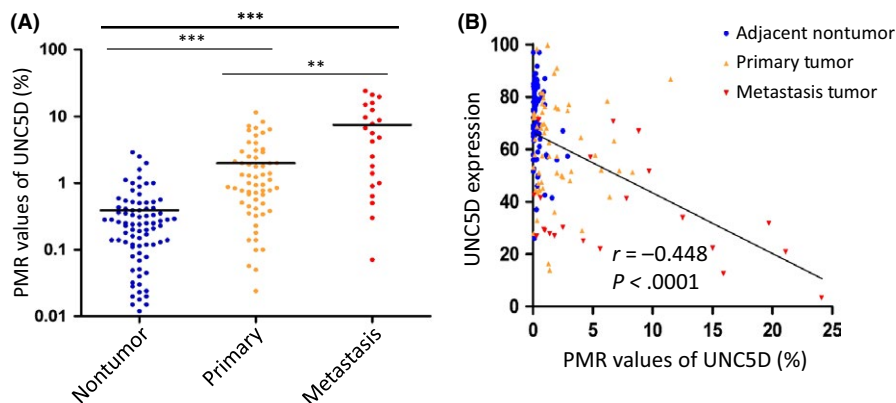 (A)
***
***
**
PMR values of UNC5D (%)
100
10
1
0.1
0.01
Nontumor
Primary
Metastasis
(B)
Adjacent nontumor
Primary tumor
Metastasis tumor
UNC5D expression
100
80
60
40
20
0
r = –0.448
P < .0001
0
5
10
15
20
25
PMR values of UNC5D (%)